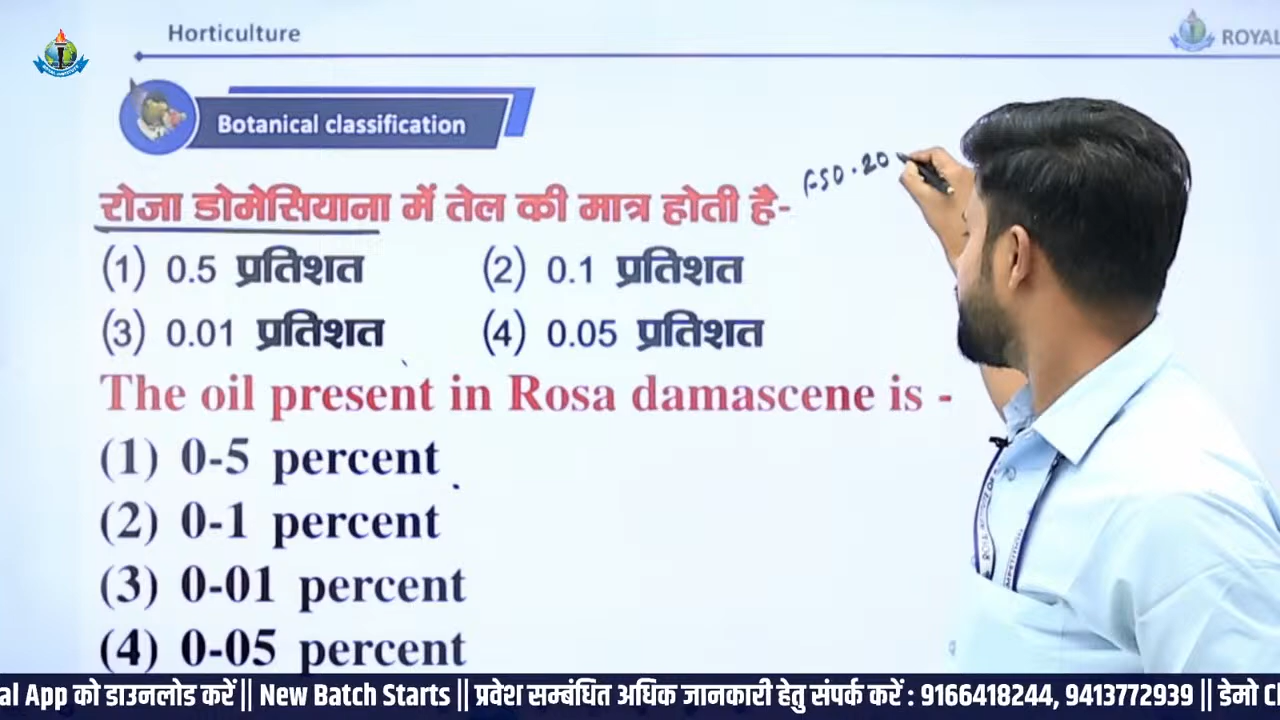 Horticulture
ROYAL
Botanical classification
FSO.20
रोजा डोमेसियाना में तेल की मात्र होती है-
(1) 0.5 प्रतिशत (2) 0.1 प्रतिशत
(3) 0.01 प्रतिशत (4) 0.05 प्रतिशत
The oil present in Rosa damascene is -
(1) 0-5 percent
(2) 0-1 percent
(3) 0-01 percent
(4) 0-05 percent
al App को डाउनलोड करें || New Batch Starts || प्रवेश सम्बंधित अधिक जानकारी हेतु संपर्क करें : 9166418244, 9413772939 || डेमो Cl